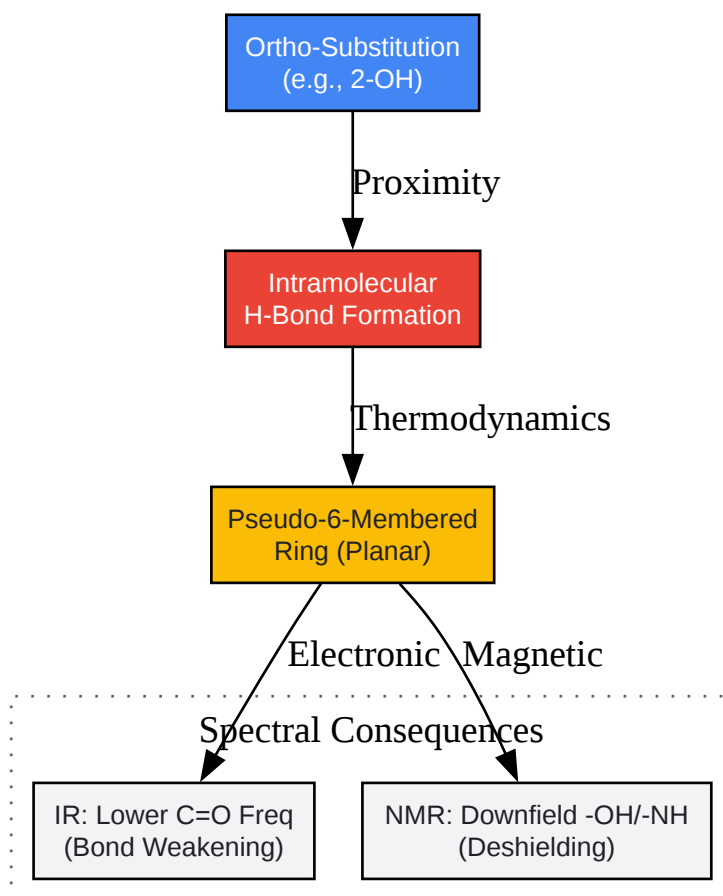 Ortho-Substitution
(e.g., 2-OH)
Proximity
Intramolecular
H-Bond Formation
Thermodynamics
Pseudo-6-Membered
Ring (Planar)
Electronic
Magnetic
Spectral Consequences
IR: Lower C=O Freq
(Bond Weakening)
NMR: Downfield -OH/-NH
(Deshielding)